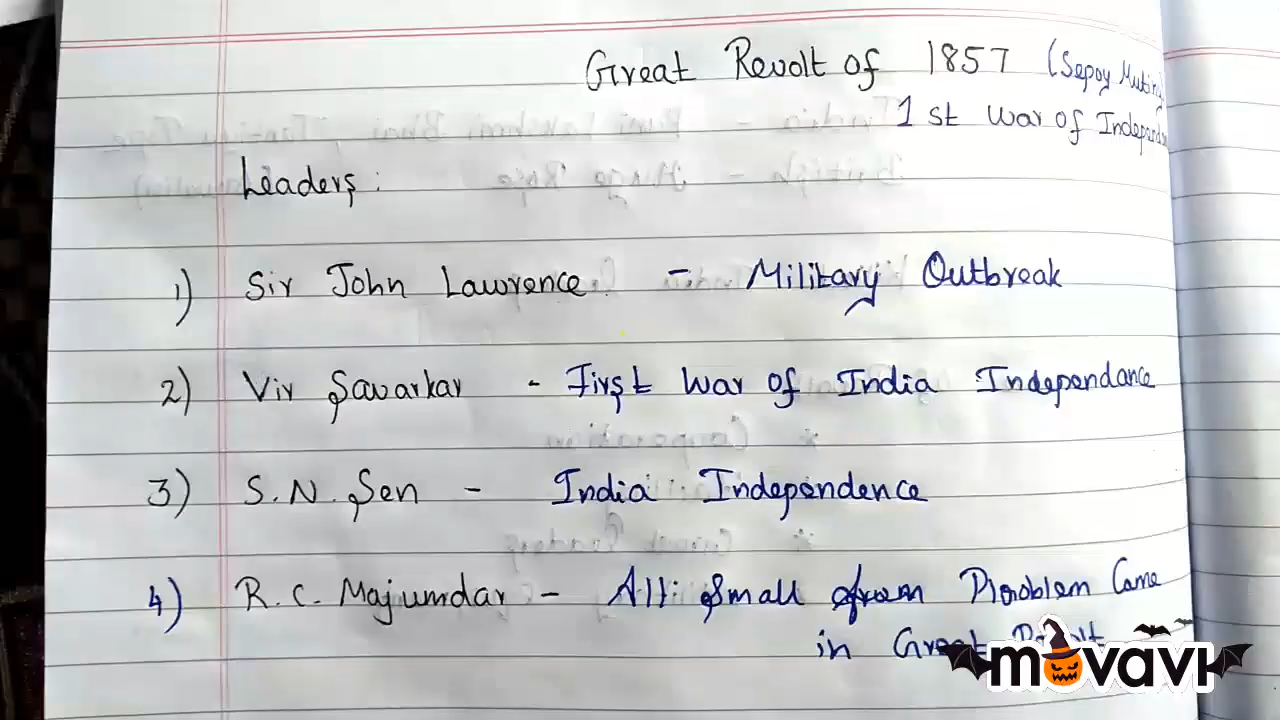 Great Revolt of 1857 (Sepoy Mutiny)
1st War of Independ
Leaders:
1) Sir John Lawrence - Military Outbreak
2) Vir Savarkar - First War of India Independance
3) S.N. Sen - India Independence
4) R.C. Majumdar - All small from Problem Came
in Great Revolt
movavi